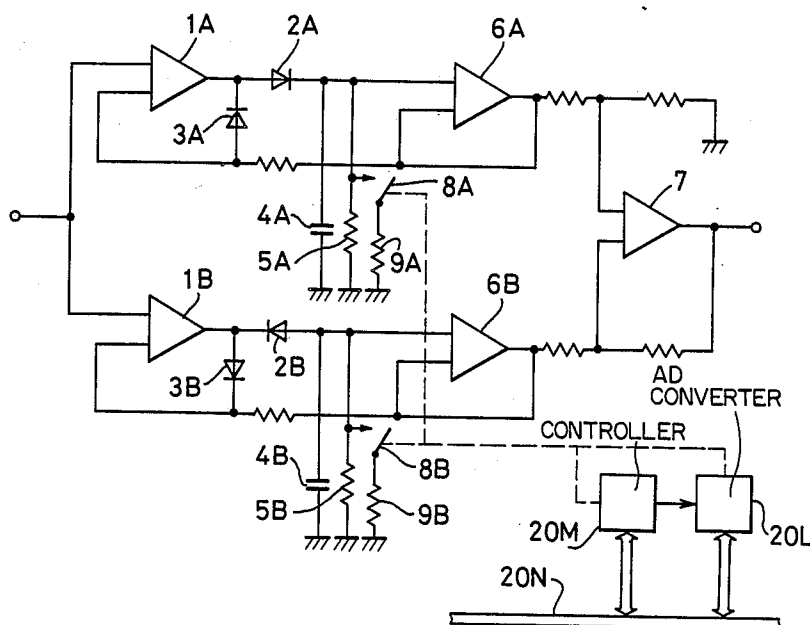 1A
2A
6A
3A
8A
7
4A
5A
9A
1B
6B
2B
3B
AD
CONVERTER
CONTROLLER
4B
8B
5B
9B
20M
20L
20N